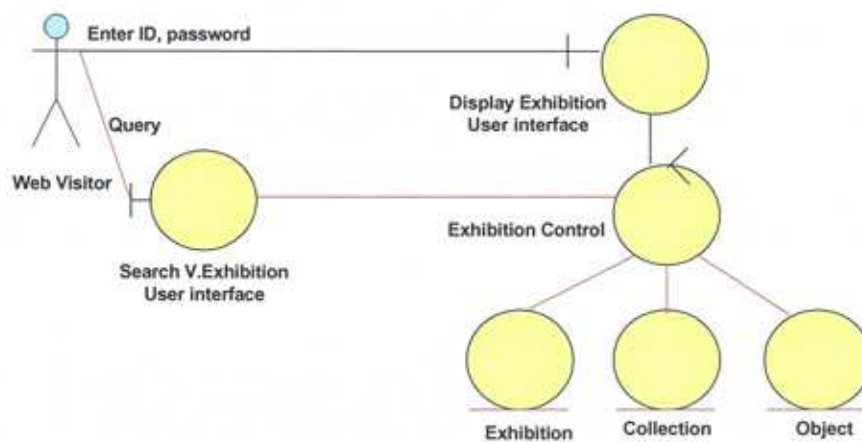 Enter ID, password
Display Exhibition
User interface
Query
Web Visitor
Exhibition Control
Search V.Exhibition
User interface
Exhibition
Collection
Object